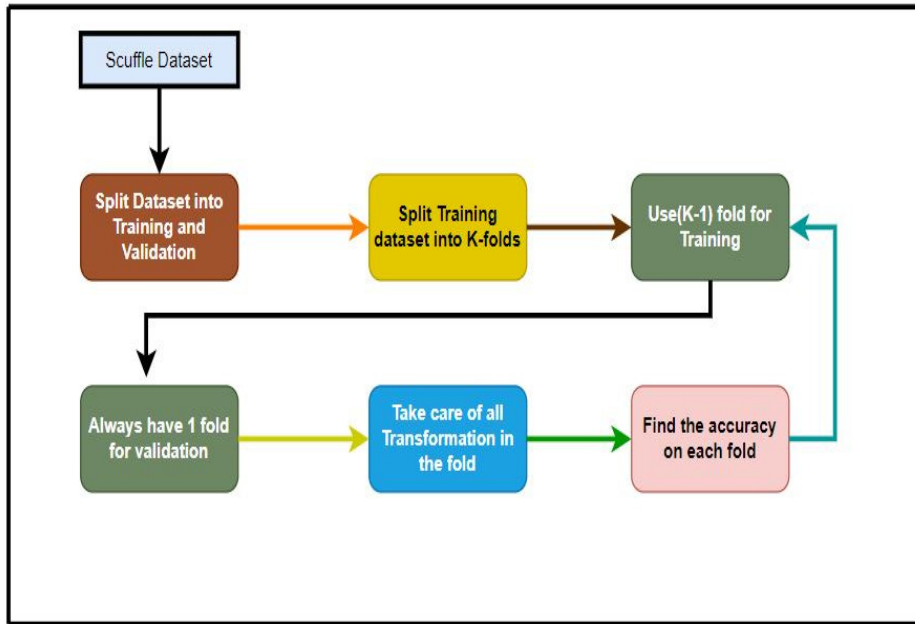 Scuffle Dataset
Split Dataset into
Training and
Validation
Split Training
dataset into K-folds
Use(K-1) fold for
Training
Always have 1 fold
for validation
Take care of all
Transformation in
the fold
Find the accuracy
on each fold